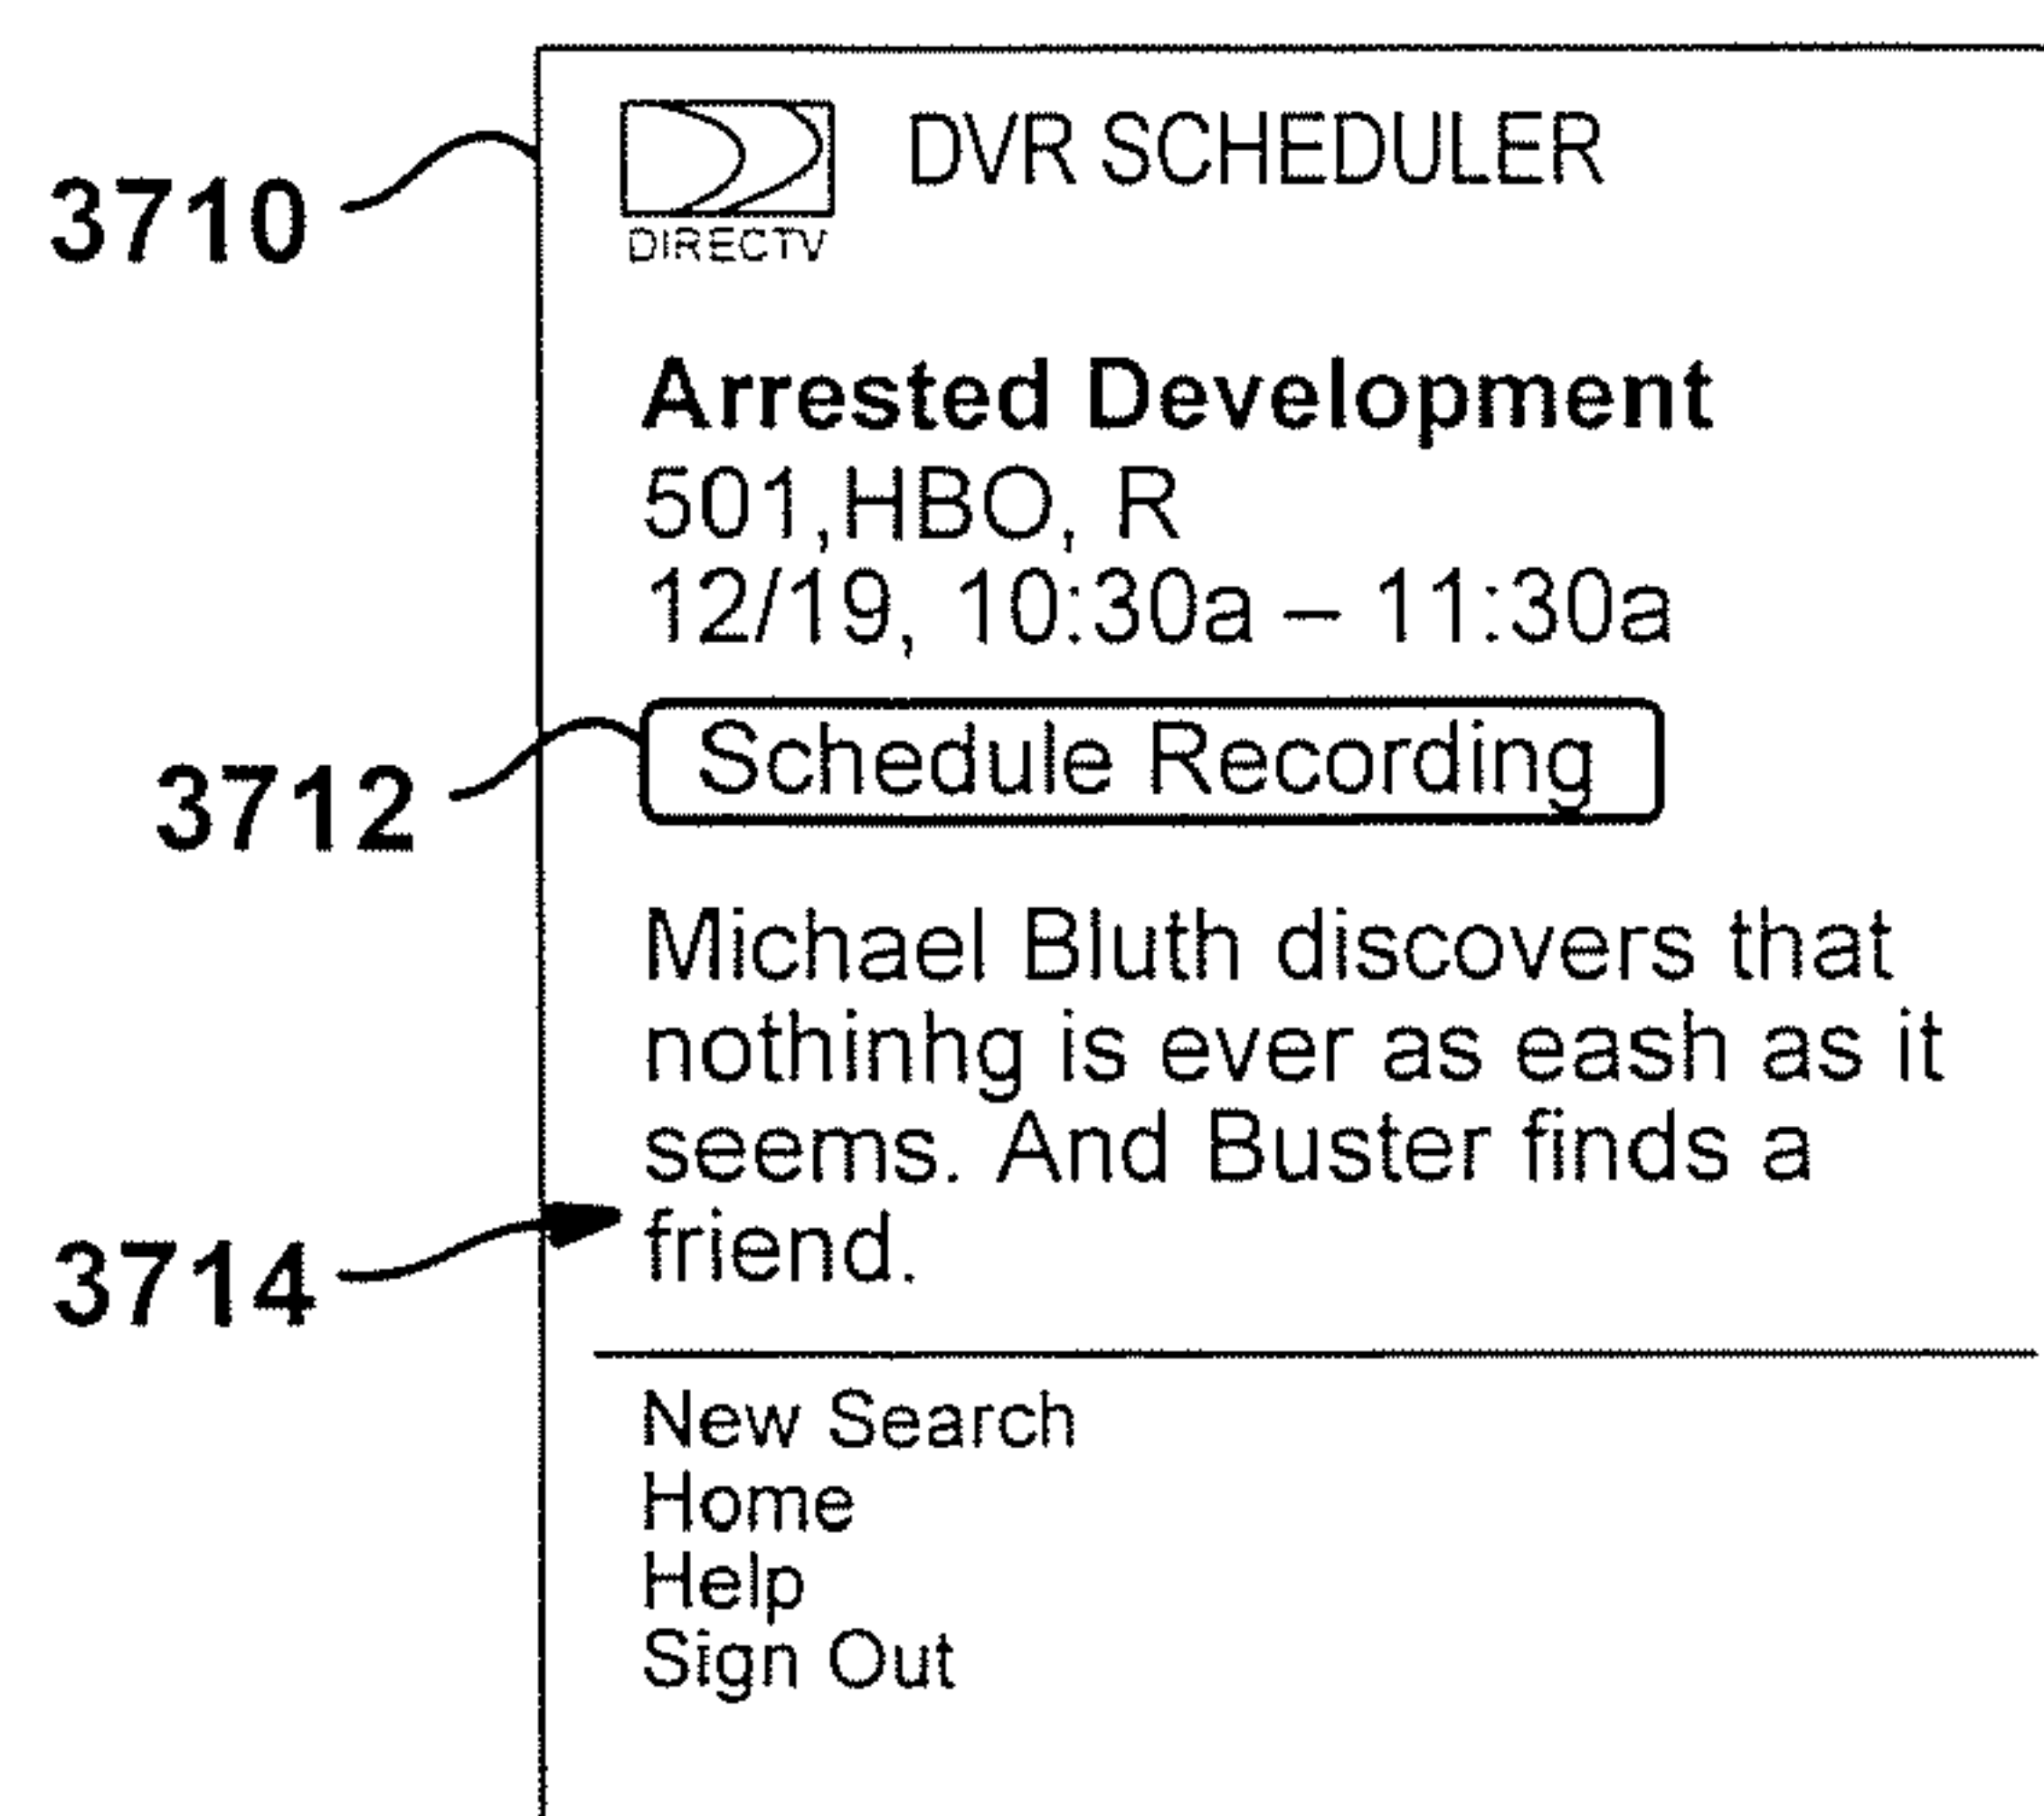 3710
DVR SCHEDULER
DIRECTV
Arrested Development
501,HBO, R
12/19, 10:30a – 11:30a
3712
Schedule Recording
Michael Bluth discovers that
nothinhg is ever as eash as it
seems. And Buster finds a
friend.
3714
New Search
Home
Help
Sign Out